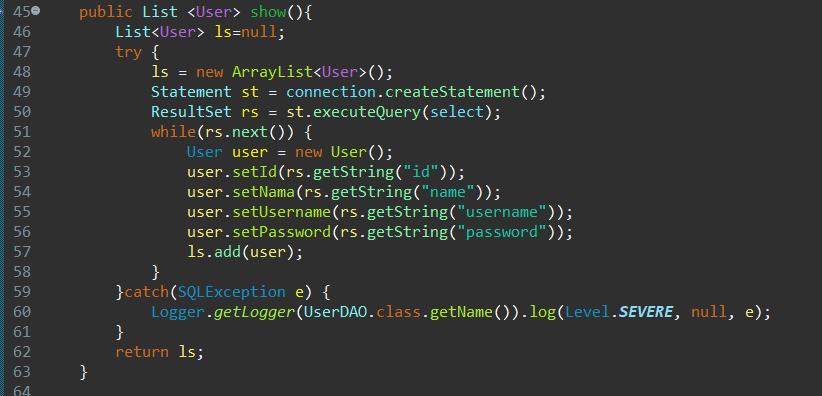 45 public List <User> show(){
46 List<User> ls=null;
47 try {
48 ls = new ArrayList<User>();
49 Statement st = connection.createStatement();
50 ResultSet rs = st.executeQuery(select);
51 while(rs.next()) {
52 User user = new User();
53 user.setId(rs.getString("id"));
54 user.setNama(rs.getString("name"));
55 user.setUsername(rs.getString("username"));
56 user.setPassword(rs.getString("password"));
57 ls.add(user);
58 }
59 }catch(SQLException e) {
60 Logger.getLogger(UserDAO.class.getName()).log(Level.SEVERE, null, e);
61 }
62 return ls;
63 }
64